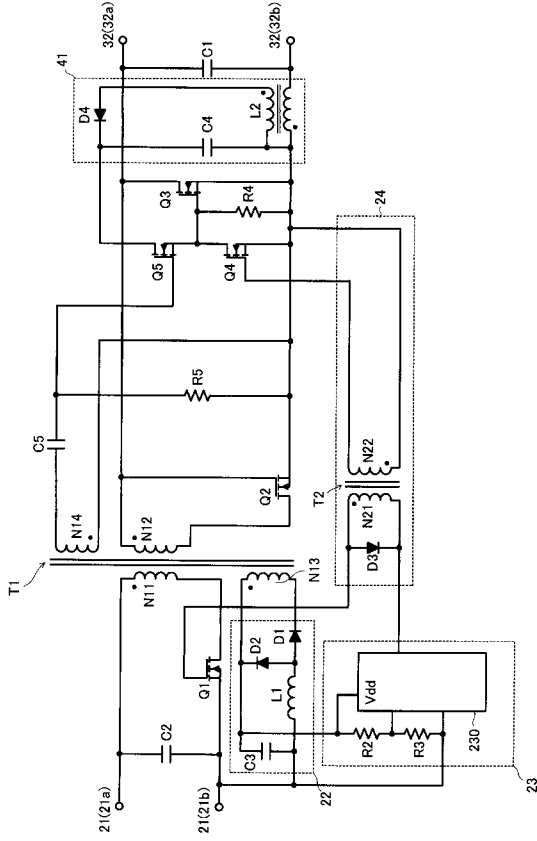 32(32a)
32(32b)
41
C1
D4
C4
L2
Q3
R4
Q5
Q4
24
C5
R5
N22
T2
N21
D3
Q2
N14
N12
T1
N11
N13
D1
D2
Q1
L1
C2
C3
22
Vdd
R2
R3
230
23
21(21a)
21(21b)